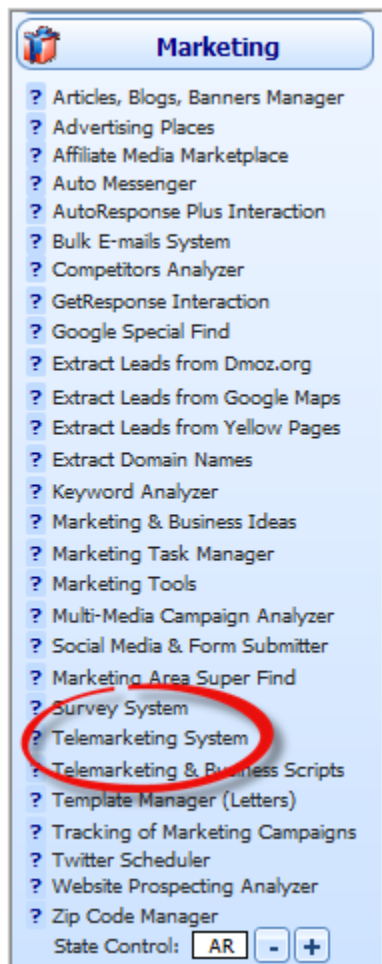 Marketing
? Articles, Blogs, Banners Manager
? Advertising Places
? Affiliate Media Marketplace
? Auto Messenger
? AutoResponse Plus Interaction
? Bulk E-mails System
? Competitors Analyzer
? GetResponse Interaction
? Google Special Find
? Extract Leads from Dmoz.org
? Extract Leads from Google Maps
? Extract Leads from Yellow Pages
? Extract Domain Names
? Keyword Analyzer
? Marketing & Business Ideas
? Marketing Task Manager
? Marketing Tools
? Multi-Media Campaign Analyzer
? Social Media & Form Submitter
? Marketing Area Super Find
? Survey System
? Telemarketing System
? Telemarketing & Business Scripts
? Template Manager (Letters)
? Tracking of Marketing Campaigns
? Twitter Scheduler
? Website Prospecting Analyzer
? Zip Code Manager
State Control: AR - +